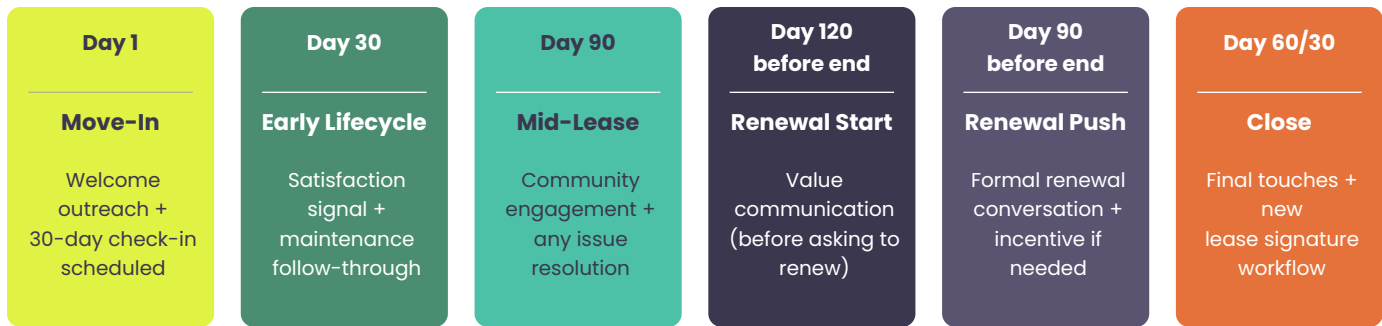 Day 1
Move-In
Welcome
outreach +
30-day check-in
scheduled
Day 30
Early Lifecycle
Satisfaction
signal +
maintenance
follow-through
Day 90
Mid-Lease
Community
engagement +
any issue
resolution
Day 120
before end
Renewal Start
Value
communication
(before asking to
renew)
Day 90
before end
Renewal Push
Formal renewal
conversation +
incentive if
needed
Day 60/30
Close
Final touches +
new
lease signature
workflow